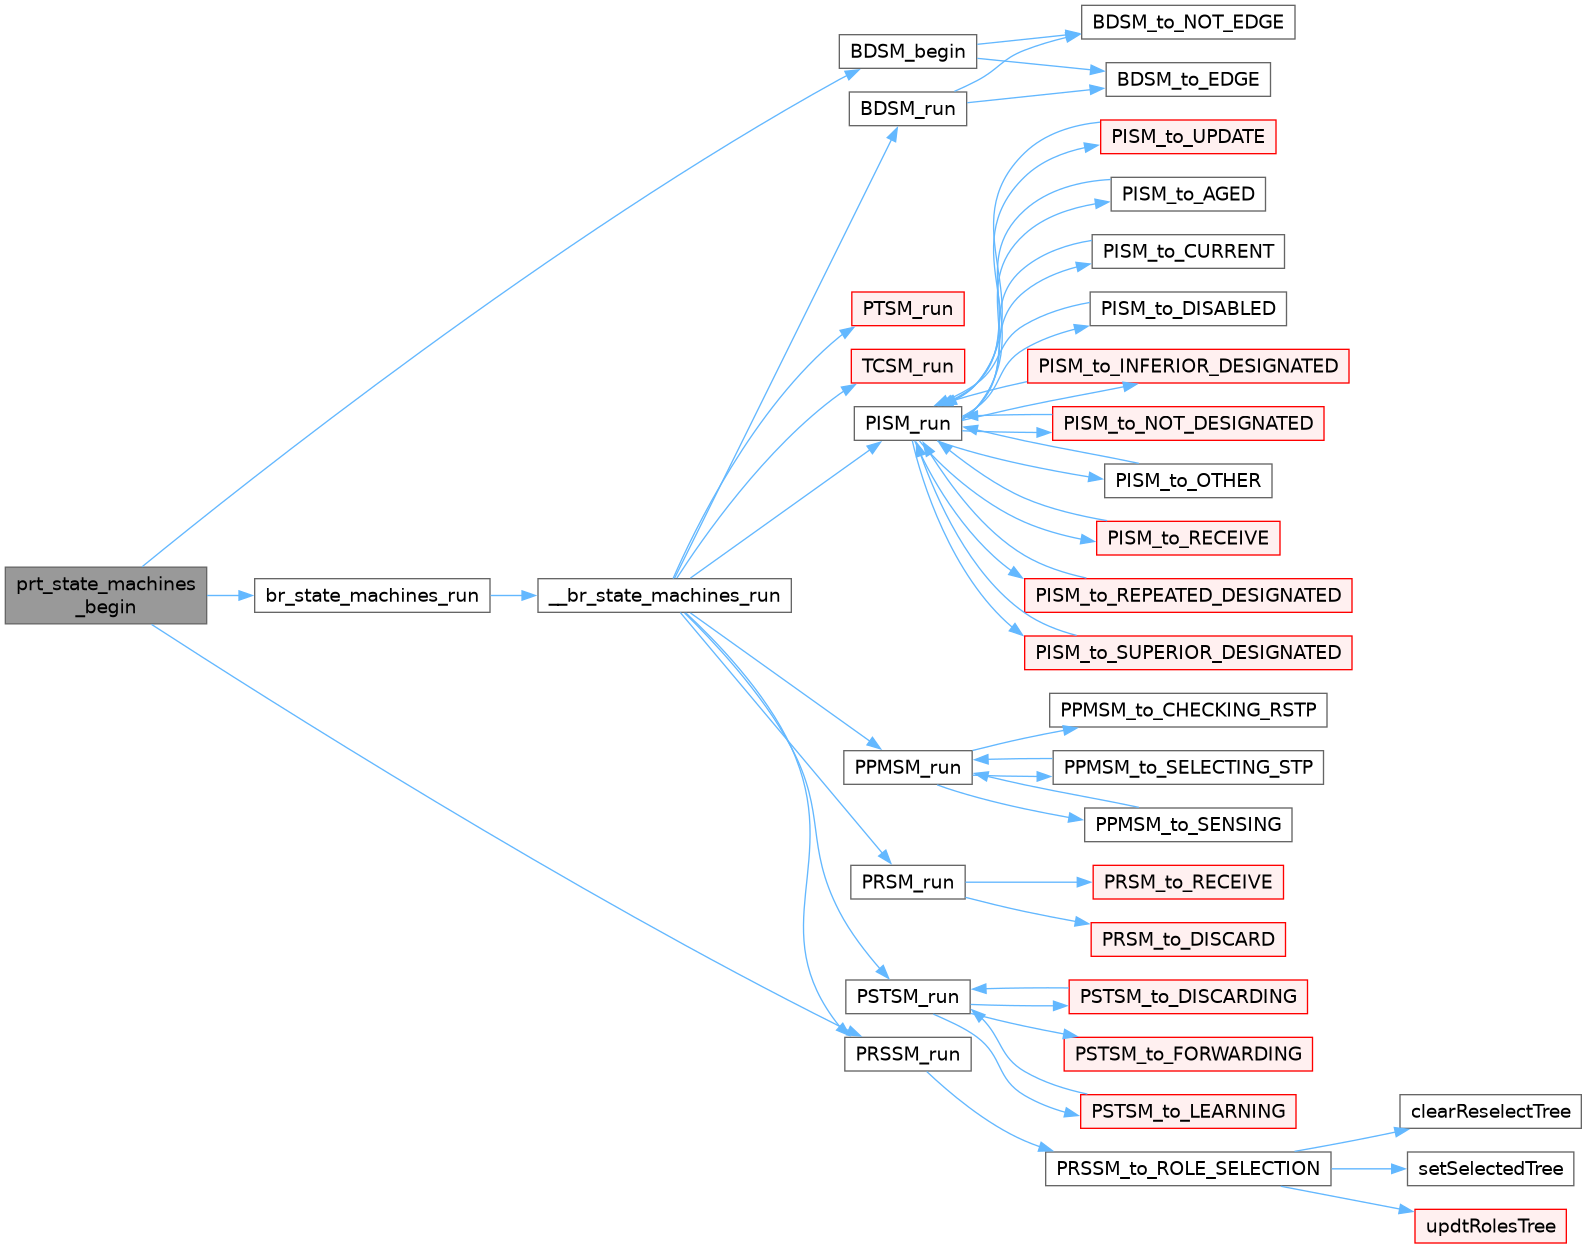 prt_state_machines
_begin
BDSM_begin
BDSM_to_NOT_EDGE
BDSM_to_EDGE
BDSM_run
br_state_machines_run
__br_state_machines_run
PTSM_run
TCSM_run
PISM_run
PISM_to_UPDATE
PISM_to_AGED
PISM_to_CURRENT
PISM_to_DISABLED
PISM_to_INFERIOR_DESIGNATED
PISM_to_NOT_DESIGNATED
PISM_to_OTHER
PISM_to_RECEIVE
PISM_to_REPEATED_DESIGNATED
PISM_to_SUPERIOR_DESIGNATED
PPMSM_run
PPMSM_to_CHECKING_RSTP
PPMSM_to_SELECTING_STP
PPMSM_to_SENSING
PRSM_run
PRSM_to_RECEIVE
PRSM_to_DISCARD
PSTSM_run
PSTSM_to_DISCARDING
PSTSM_to_FORWARDING
PSTSM_to_LEARNING
PRSSM_run
PRSSM_to_ROLE_SELECTION
clearReselectTree
setSelectedTree
updtRolesTree